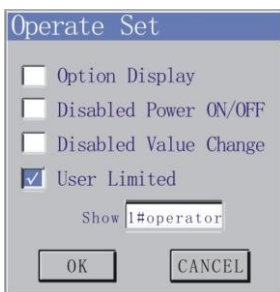 Operate Set
Option Display
Disabled Power ON/OFF
Disabled Value Change
User Limited
Show 1#operator
OK CANCEL